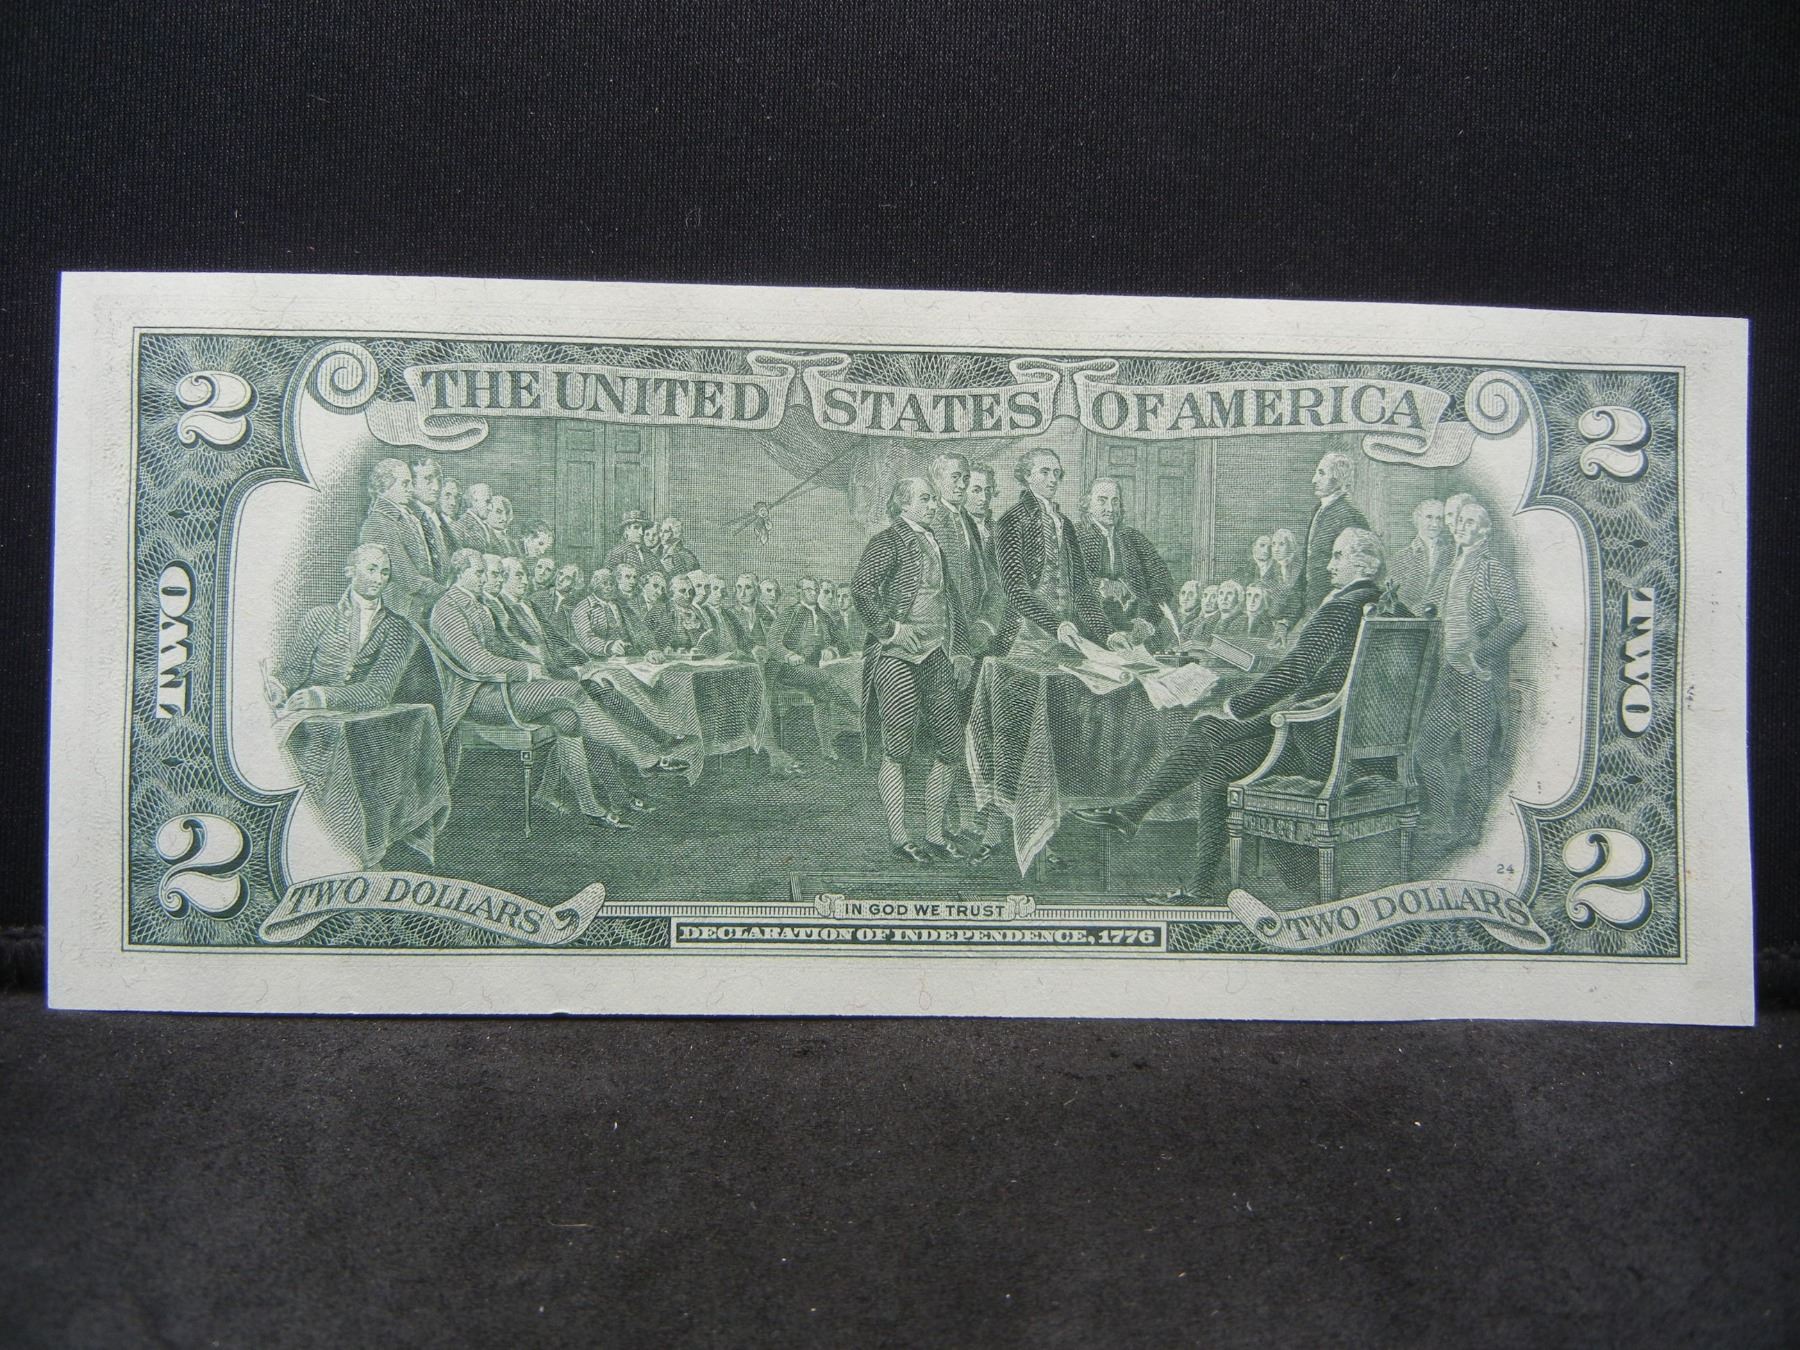 2 THE UNITED STATES OF AMERICA 2
TWO TWO
24
2 TWO DOLLARS TWO DOLLARS 2
IN GOD WE TRUST
DECLARATION OF INDEPENDENCE, 1776